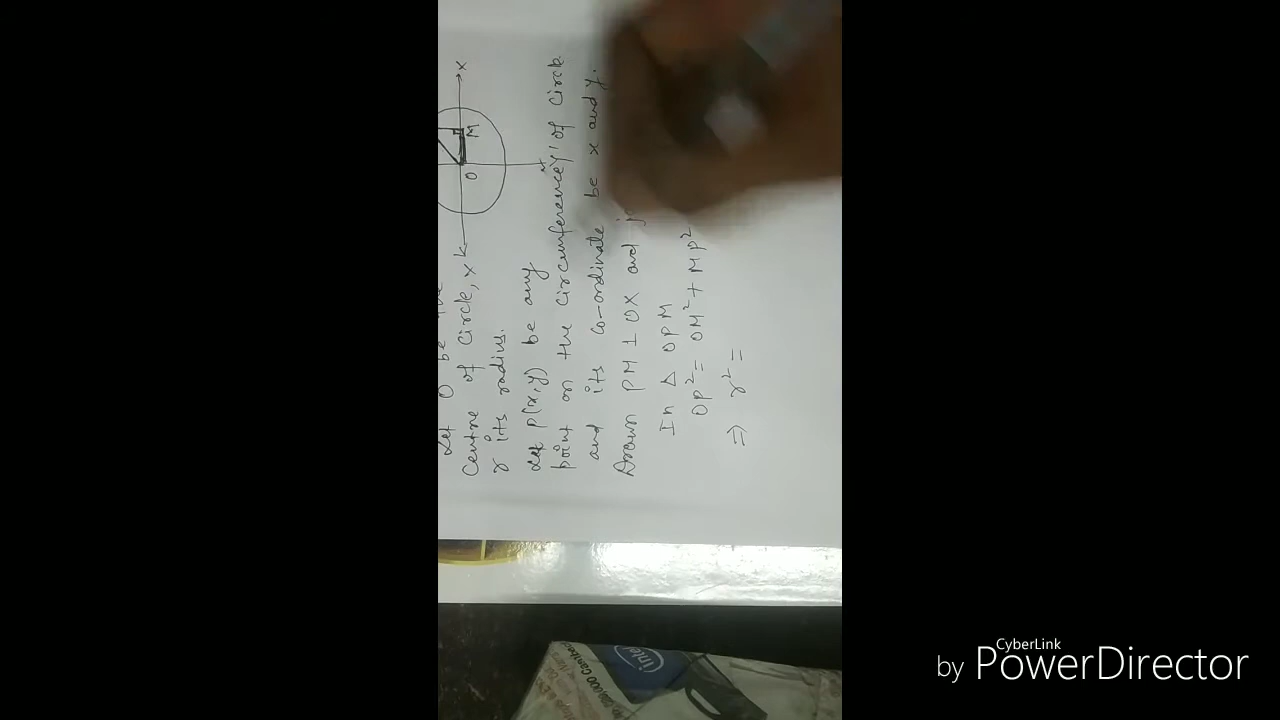 Let O be the
centre of circle,
r its radius.
X
M
O
X
Y'
Let P(x,y) be any
point on the circumference of circle
and its co-ordinate be x and y.
Drawn PM ⊥ OX and
In Δ OPM
OP² = OM² + MP²
⇒ r² =
intel
CyberLink
by PowerDirector